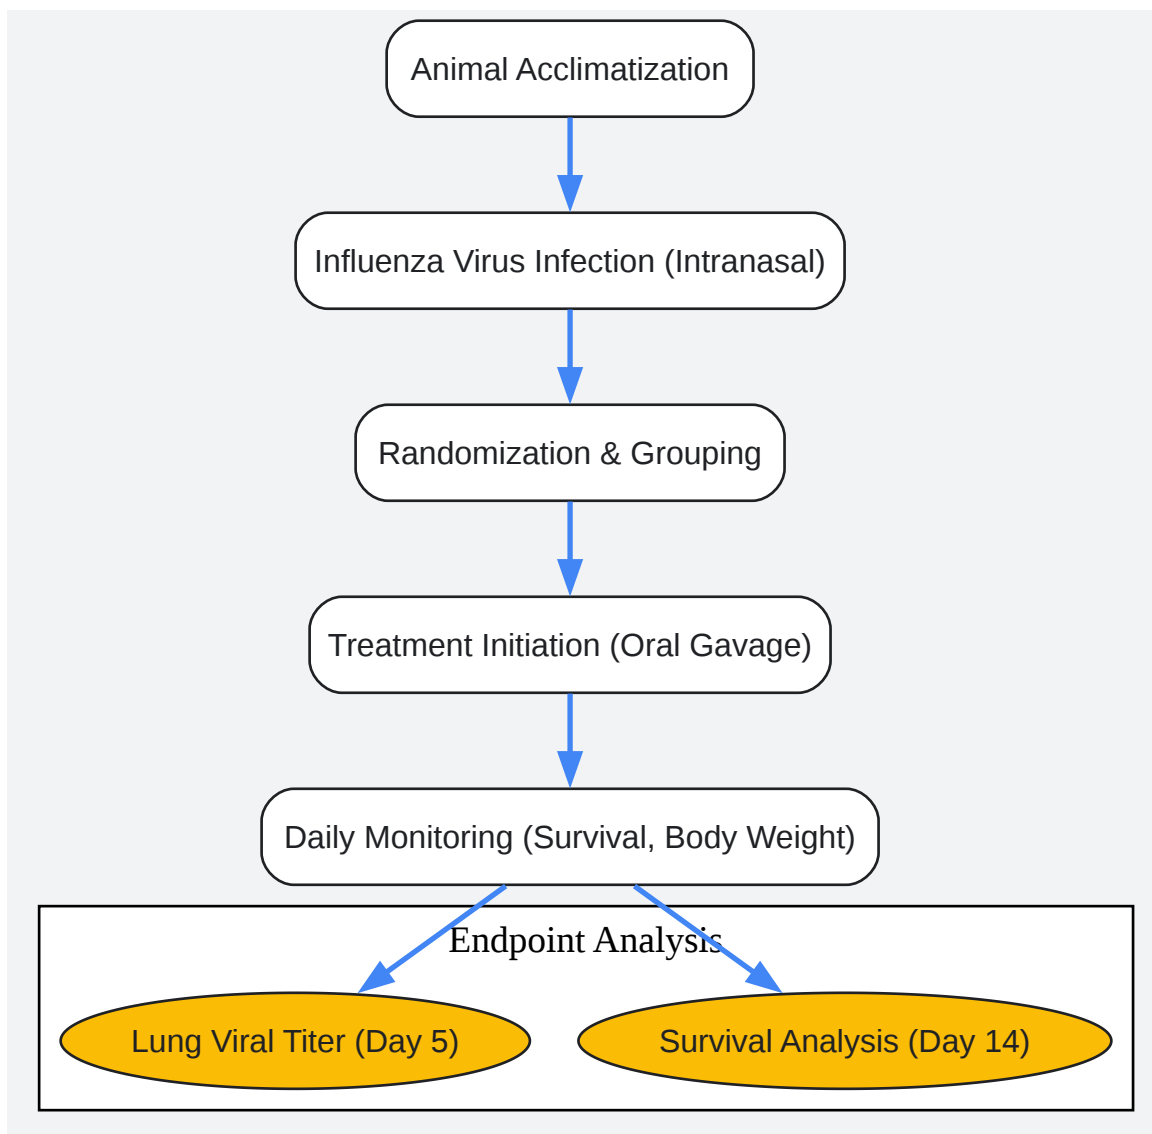 Animal Acclimatization
Influenza Virus Infection (Intranasal)
Randomization & Grouping
Treatment Initiation (Oral Gavage)
Daily Monitoring (Survival, Body Weight)
Endpoint Analysis
Lung Viral Titer (Day 5)
Survival Analysis (Day 14)